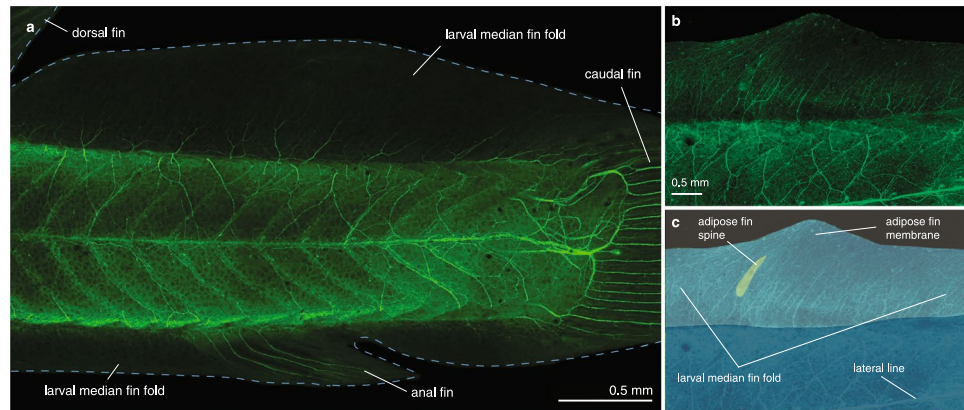 a
dorsal fin
larval median fin fold
caudal fin
larval median fin fold
anal fin
0.5 mm
b
0.5 mm
c
adipose fin
spine
adipose fin
membrane
larval median fin fold
lateral line